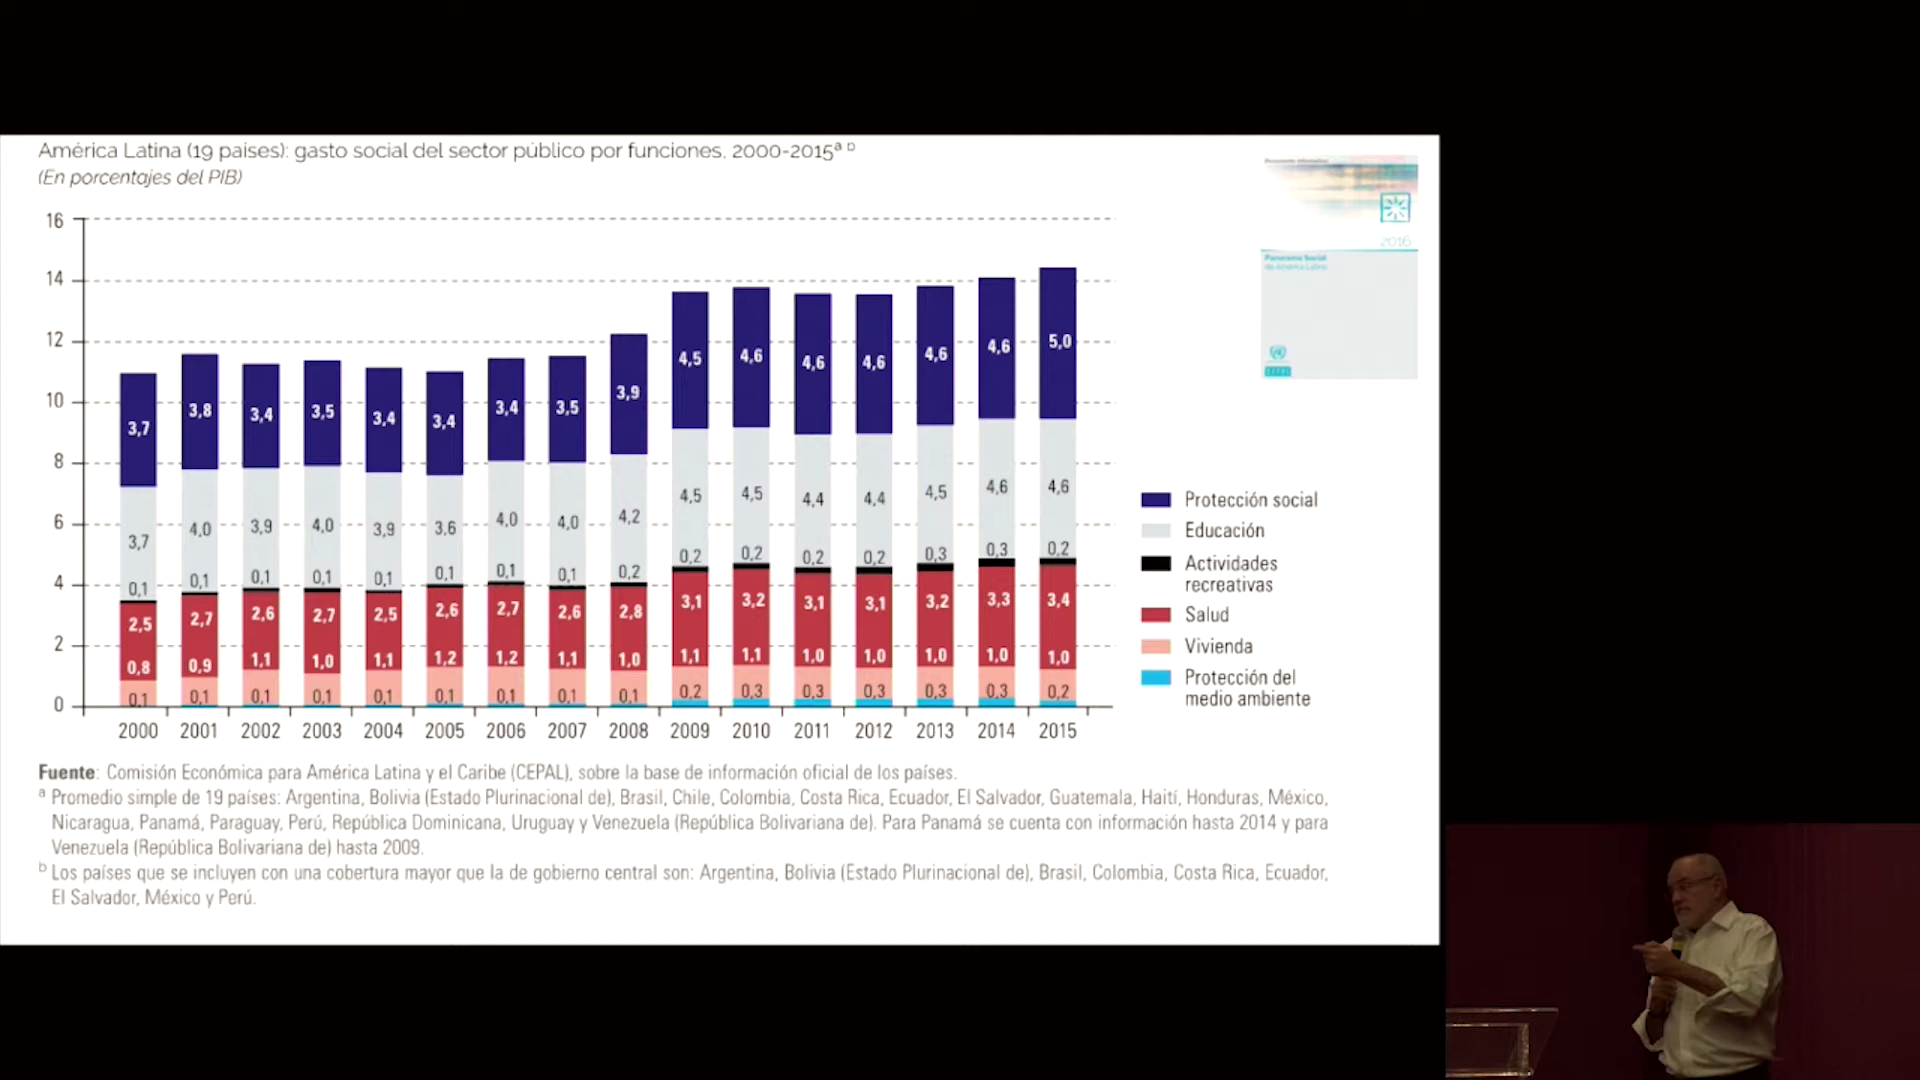 América Latina (19 países): gasto social del sector público por funciones, 2000-2015ª ᵇ
(En porcentajes del PIB)
2016
Panorama Social
de América Latina
CEPAL
16
14
12
10
8
6
4
2
0
3,7 3,8 3,4 3,5 3,4 3,4 3,4 3,5 3,9 4,5 4,6 4,6 4,6 4,6 4,6 5,0
3,7 4,0 3,9 4,0 3,9 3,6 4,0 4,0 4,2 4,5 4,5 4,4 4,4 4,5 4,6 4,6
0,1 0,1 0,1 0,1 0,1 0,1 0,1 0,1 0,2 0,2 0,2 0,2 0,2 0,3 0,3 0,2
2,5 2,7 2,6 2,7 2,5 2,6 2,7 2,6 2,8 3,1 3,2 3,1 3,1 3,2 3,3 3,4
0,8 0,9 1,1 1,0 1,1 1,2 1,2 1,1 1,0 1,1 1,1 1,0 1,0 1,0 1,0 1,0
0,1 0,1 0,1 0,1 0,1 0,1 0,1 0,1 0,1 0,2 0,3 0,3 0,3 0,3 0,3 0,2
2000 2001 2002 2003 2004 2005 2006 2007 2008 2009 2010 2011 2012 2013 2014 2015
Protección social
Educación
Actividades
recreativas
Salud
Vivienda
Protección del
medio ambiente
Fuente: Comisión Económica para América Latina y el Caribe (CEPAL), sobre la base de información oficial de los países.
ª Promedio simple de 19 países: Argentina, Bolivia (Estado Plurinacional de), Brasil, Chile, Colombia, Costa Rica, Ecuador, El Salvador, Guatemala, Haití, Honduras, México,
Nicaragua, Panamá, Paraguay, Perú, República Dominicana, Uruguay y Venezuela (República Bolivariana de). Para Panamá se cuenta con información hasta 2014 y para
Venezuela (República Bolivariana de) hasta 2009.
ᵇ Los países que se incluyen con una cobertura mayor que la de gobierno central son: Argentina, Bolivia (Estado Plurinacional de), Brasil, Colombia, Costa Rica, Ecuador,
El Salvador, México y Perú.